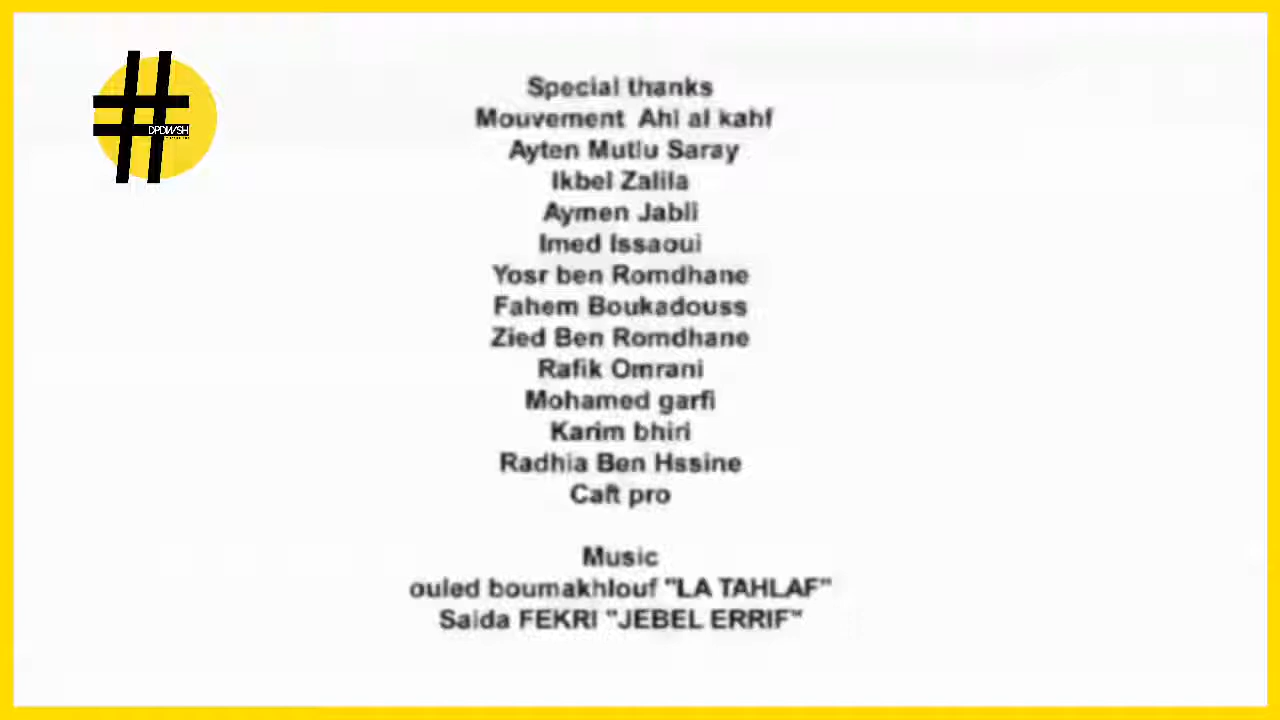 #
DPDWSH
Special thanks
Mouvement Ahl al kahf
Ayten Mutlu Saray
Ikbel Zalila
Aymen Jabli
Imed Issaoui
Yosr ben Romdhane
Fahem Boukadouss
Zied Ben Romdhane
Rafik Omrani
Mohamed garfi
Karim bhiri
Radhia Ben Hssine
Caft pro
Music
ouled boumakhlouf "LA TAHLAF"
Saida FEKRI "JEBEL ERRIF"